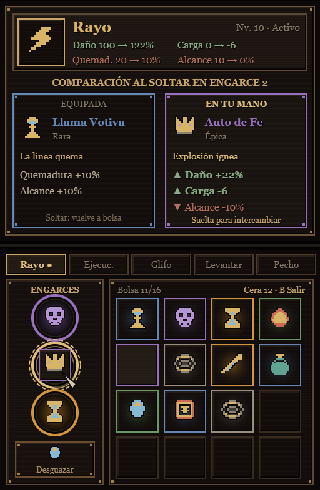 Rayo
Nv. 10 - Activo
Daño 100 → 192%
Carga 0 → -6
Quemad. 20 → 10%
Alcance 10 → 0%
COMPARACIÓN AL SOLTAR EN ENGARCE 2
EQUIPADA
Llama Votiva
Rara
La línea quema
Quemadura +10%
Alcance +10%
Soltar: vuelve a bolsa
EN TU MANO
Auto de Fe
Épica
Explosión ígnea
▲ Daño +22%
▲ Carga -6
▼ Alcance -10%
Suelta para intercambiar
Rayo •
Ejecuc.
Glifo
Levantar
Pecho
ENGARCES
Desguazar
Bolsa 11/16
Cera 12 - B Salir